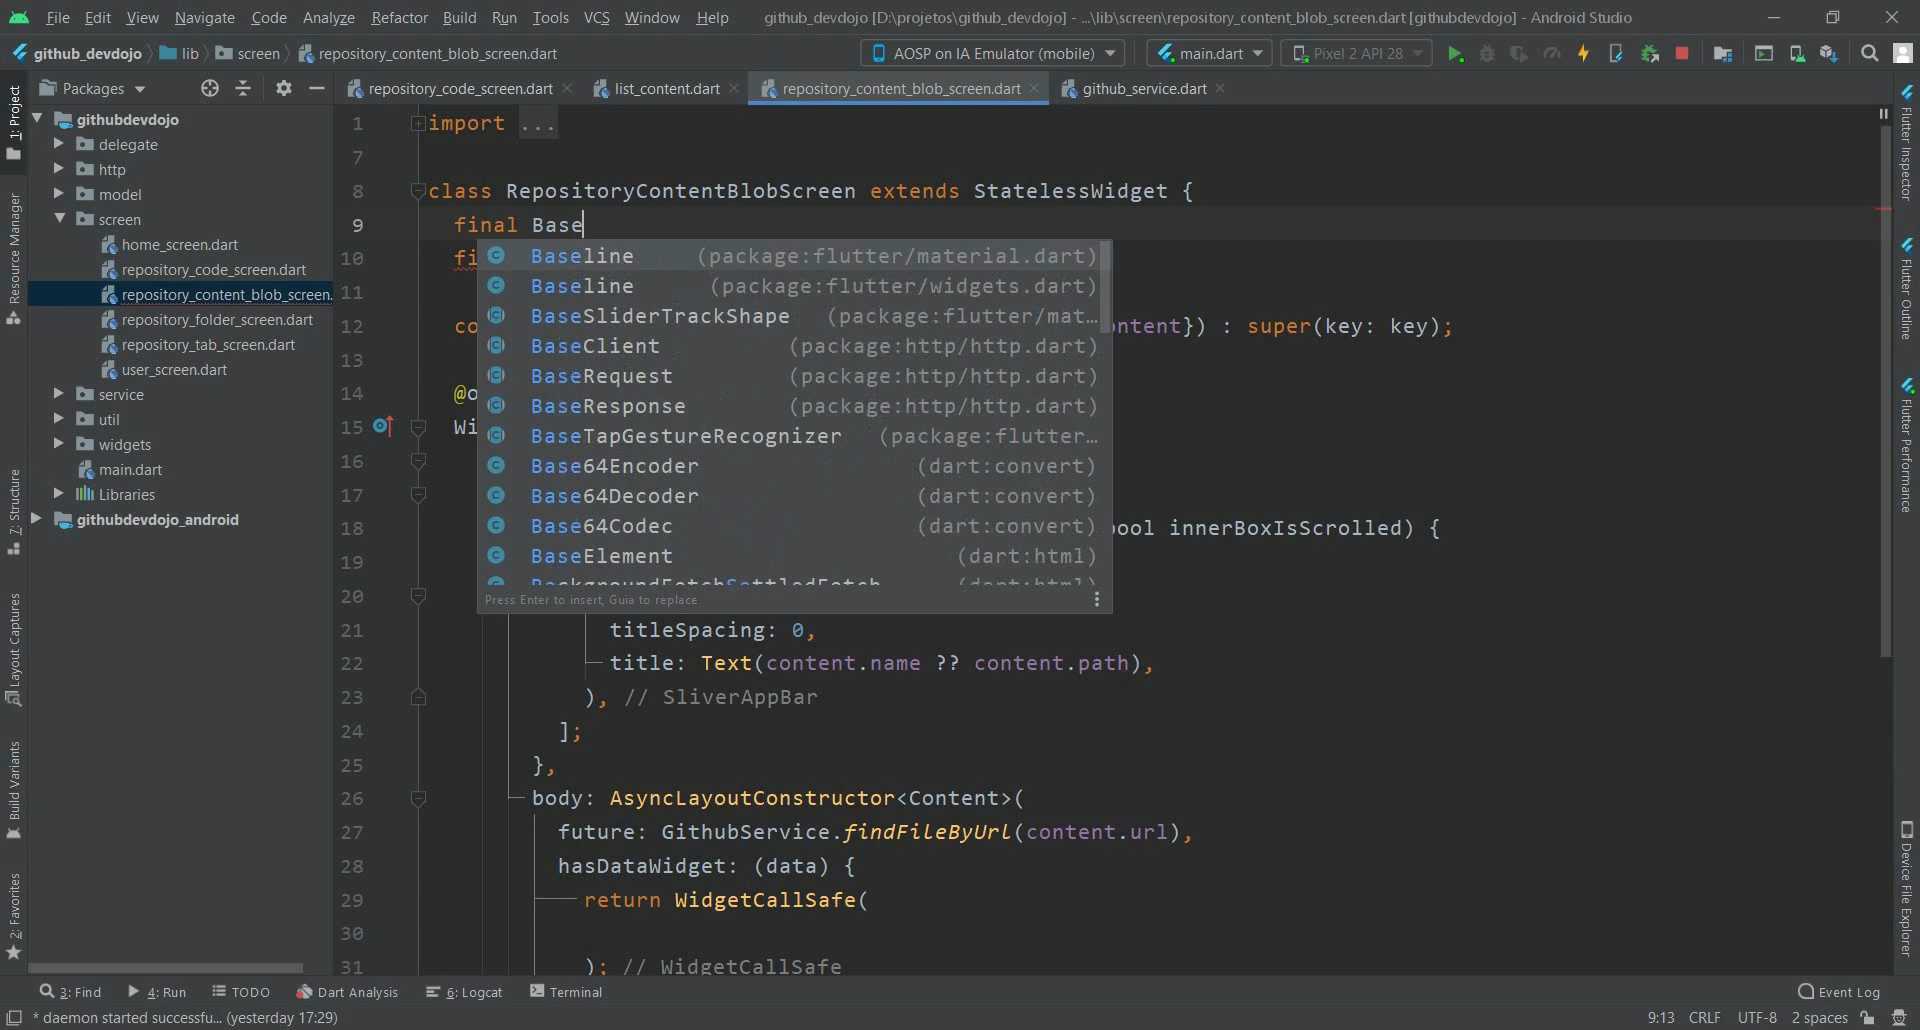 File Edit View Navigate Code Analyze Refactor Build Run Tools VCS Window Help github_devdojo [D:\projetos\github_devdojo] - ...\lib\screen\repository_content_blob_screen.dart [githubdevdojo] - Android Studio
github_devdojo lib screen repository_content_blob_screen.dart AOSP on IA Emulator (mobile) main.dart Pixel 2 API 28
Packages repository_code_screen.dart list_content.dart repository_content_blob_screen.dart github_service.dart
1: Project
Resource Manager
7: Structure
Layout Captures
Build Variants
2: Favorites
githubdevdojo
delegate
http
model
screen
home_screen.dart
repository_code_screen.dart
repository_content_blob_screen.
repository_folder_screen.dart
repository_tab_screen.dart
user_screen.dart
service
util
widgets
main.dart
Libraries
githubdevdojo_android
1 import ...
7
8 class RepositoryContentBlobScreen extends StatelessWidget {
9 final Base
10 fi
11
12 co ontent}) : super(key: key);
13
14 @o
15 Wi
16
17
18 bool innerBoxIsScrolled) {
19
20
21 titleSpacing: 0,
22 title: Text(content.name ?? content.path),
23 ), // SliverAppBar
24 ];
25 },
26 body: AsyncLayoutConstructor<Content>(
27 future: GithubService.findFileByUrl(content.url),
28 hasDataWidget: (data) {
29 return WidgetCallSafe(
30
31 ); // WidgetCallSafe
Baseline (package:flutter/material.dart)
Baseline (package:flutter/widgets.dart)
BaseSliderTrackShape (package:flutter/mat…
BaseClient (package:http/http.dart)
BaseRequest (package:http/http.dart)
BaseResponse (package:http/http.dart)
BaseTapGestureRecognizer (package:flutter…
Base64Encoder (dart:convert)
Base64Decoder (dart:convert)
Base64Codec (dart:convert)
BaseElement (dart:html)
BackgroundFetchSettledFetch (dart:html)
Press Enter to insert, Guia to replace
Flutter Inspector
Flutter Outline
Flutter Performance
Device File Explorer
3: Find 4: Run TODO Dart Analysis 6: Logcat Terminal Event Log
* daemon started successfu... (yesterday 17:29) 9:13 CRLF UTF-8 2 spaces